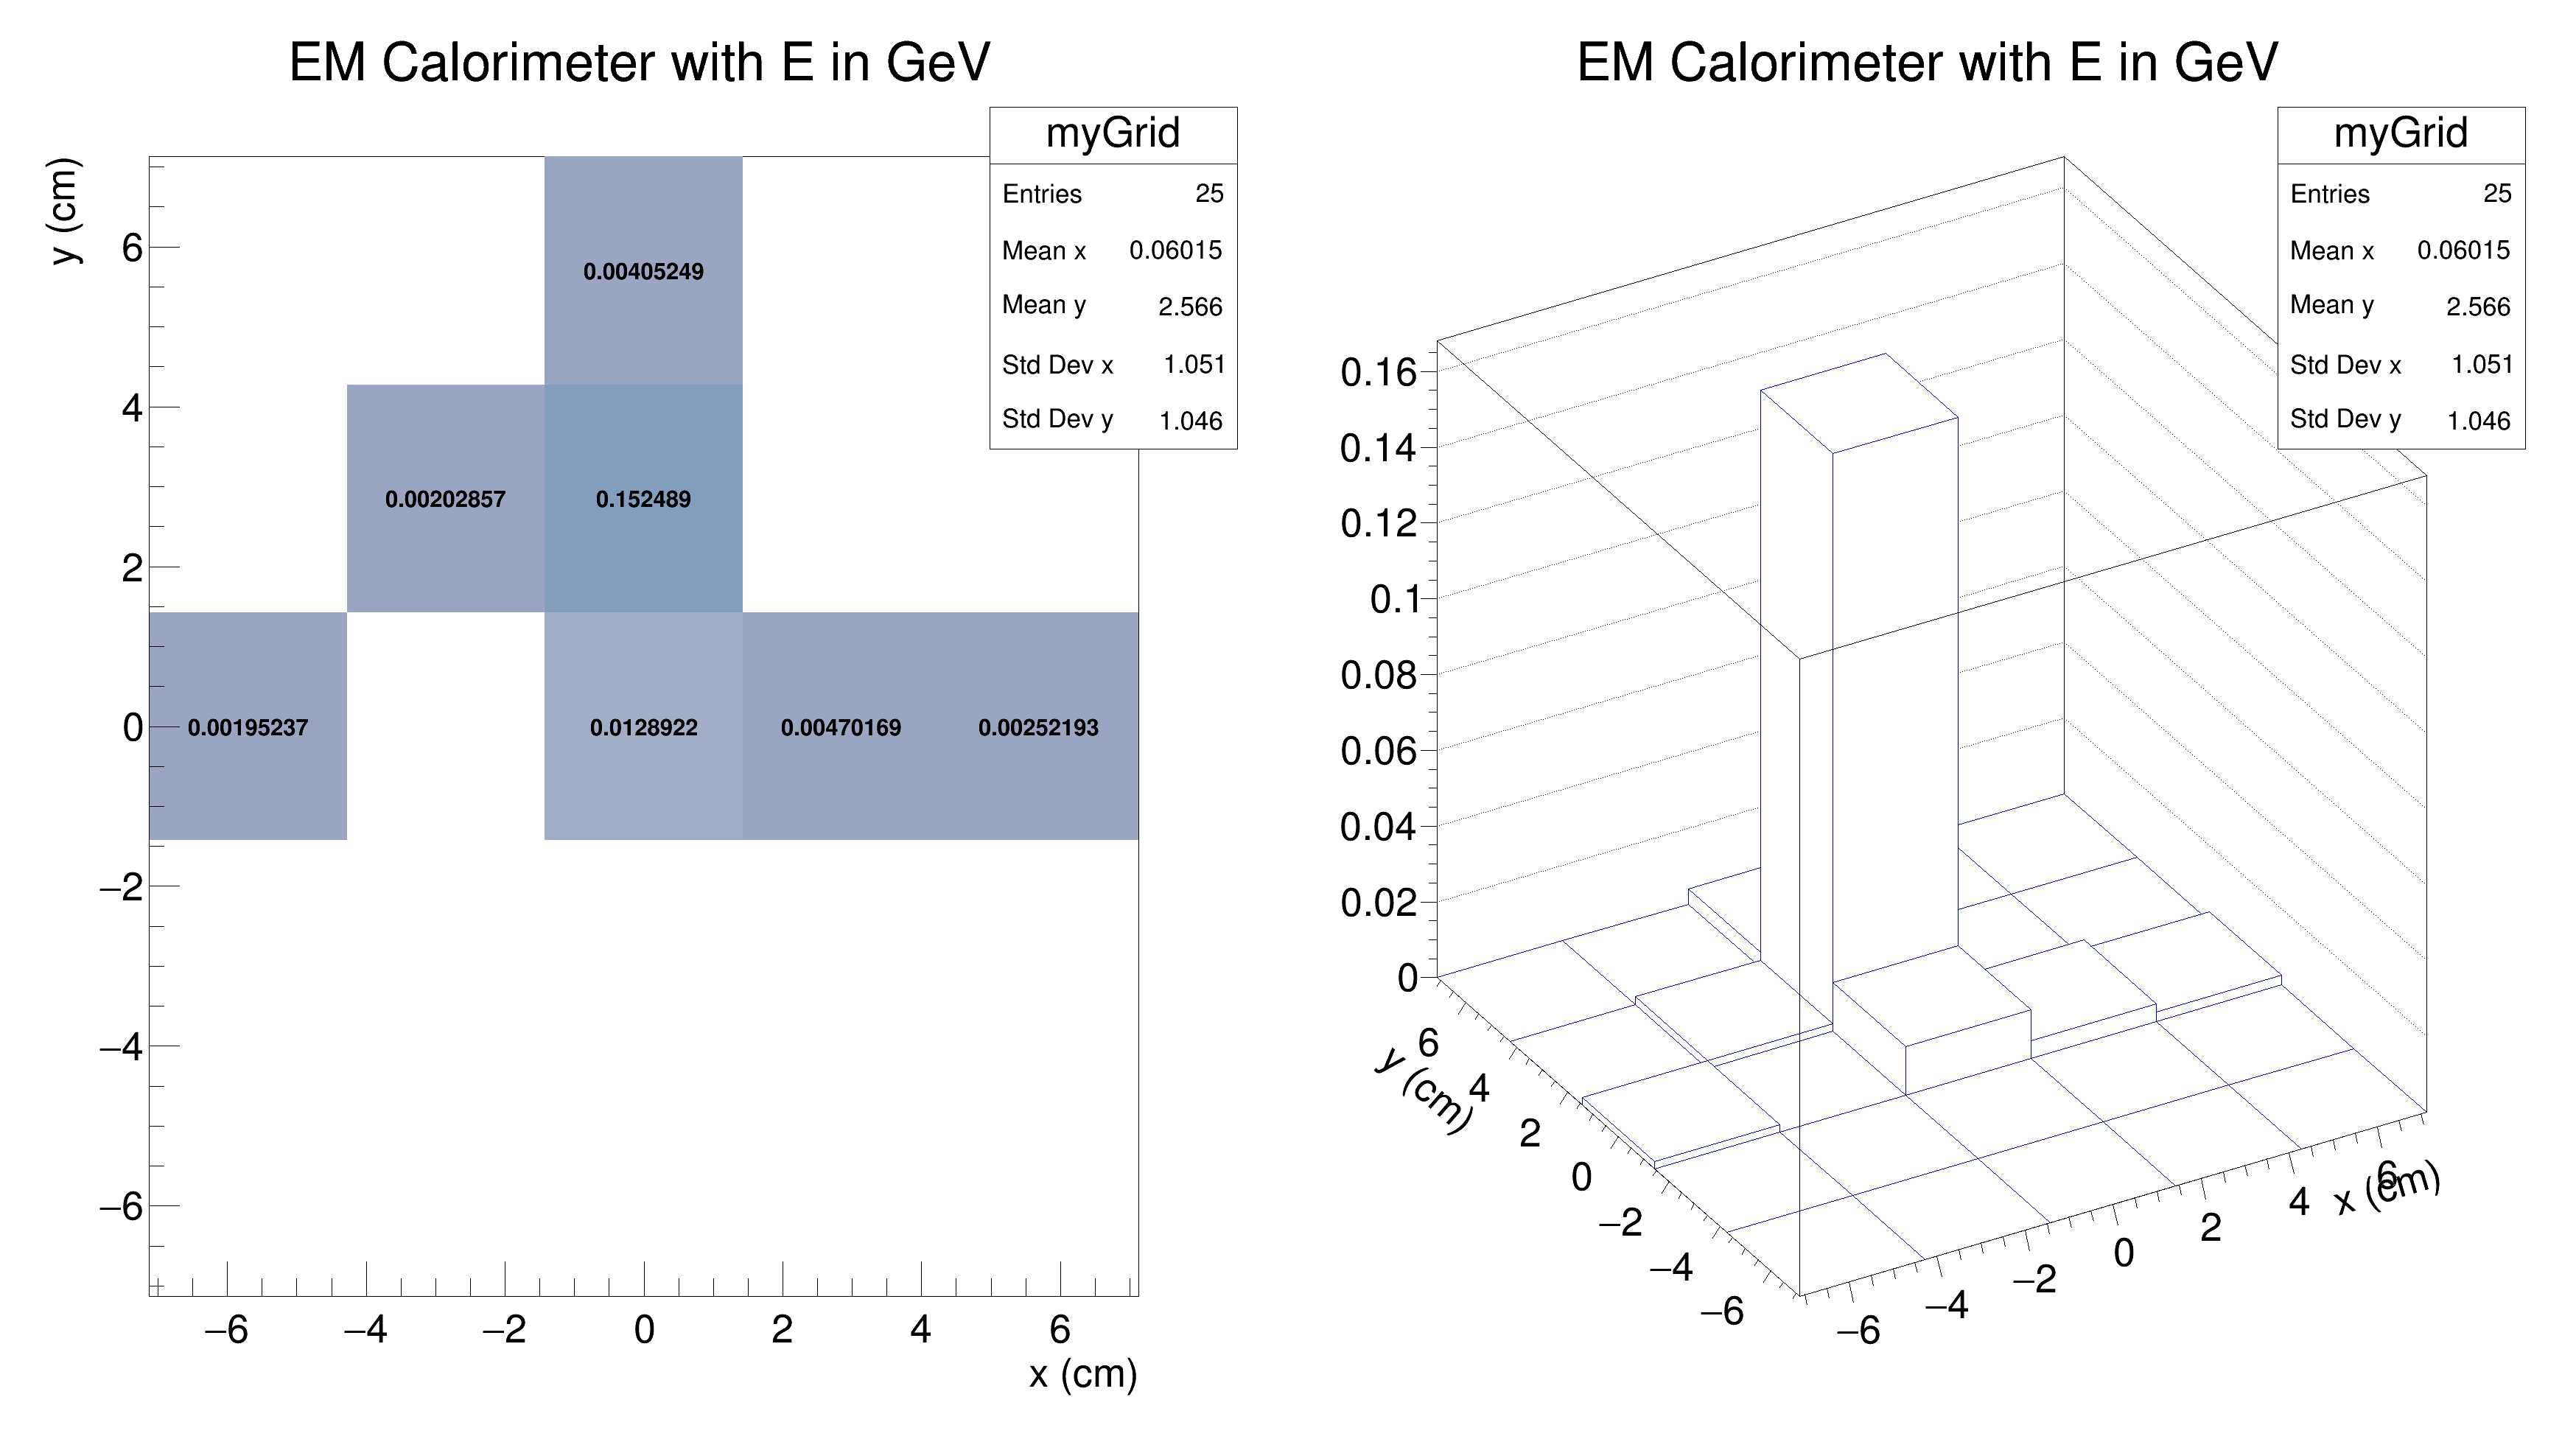 EM Calorimeter with E in GeV
myGrid
Entries 25
Mean x 0.06015
Mean y 2.566
Std Dev x 1.051
Std Dev y 1.046
y (cm)
6
4
2
0
−2
−4
−6
0.00405249
0.00202857 0.152489
0.00195237 0.0128922 0.00470169 0.00252193
−6 −4 −2 0 2 4 6
x (cm)
EM Calorimeter with E in GeV
myGrid
Entries 25
Mean x 0.06015
Mean y 2.566
Std Dev x 1.051
Std Dev y 1.046
0.16
0.14
0.12
0.1
0.08
0.06
0.04
0.02
0
6
4
2
0
−2
−4
−6
y (cm)
−6
−4
−2
0
2
4
6
x (cm)